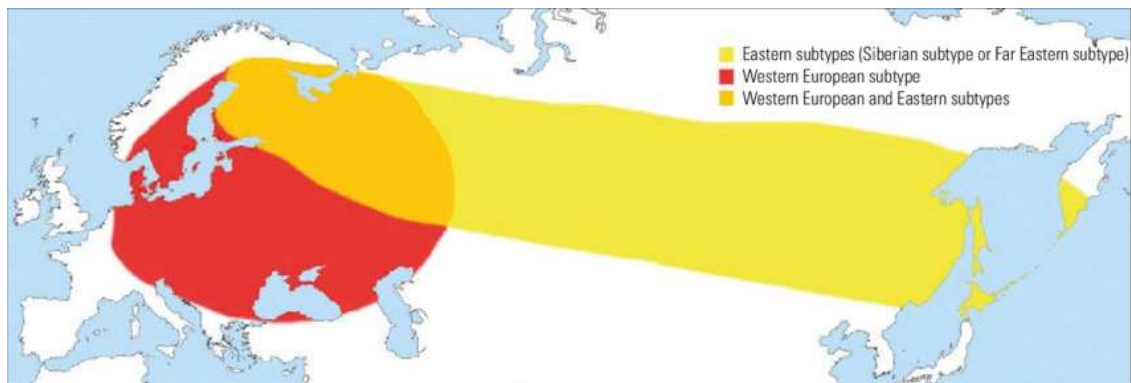 Eastern subtypes (Siberian subtype or Far Eastern subtype)
Western European subtype
Western European and Eastern subtypes